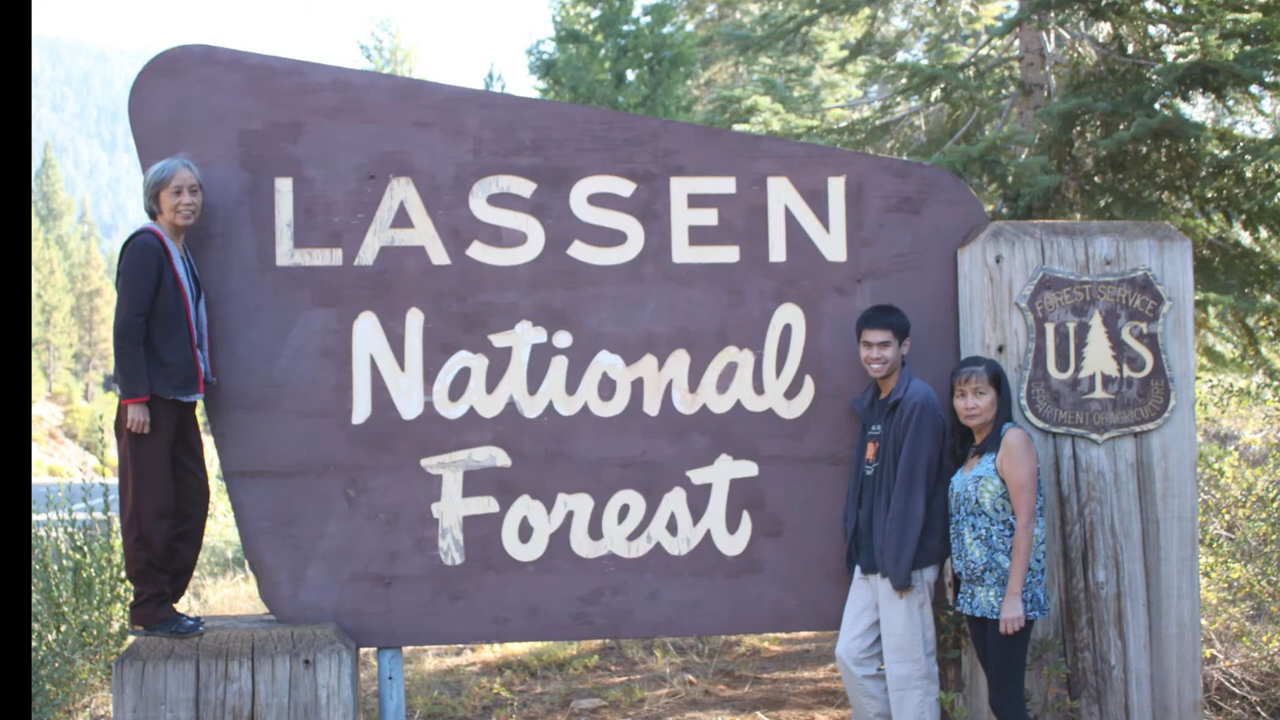 LASSEN
National
Forest
FOREST SERVICE
U S
DEPARTMENT OF AGRICULTURE